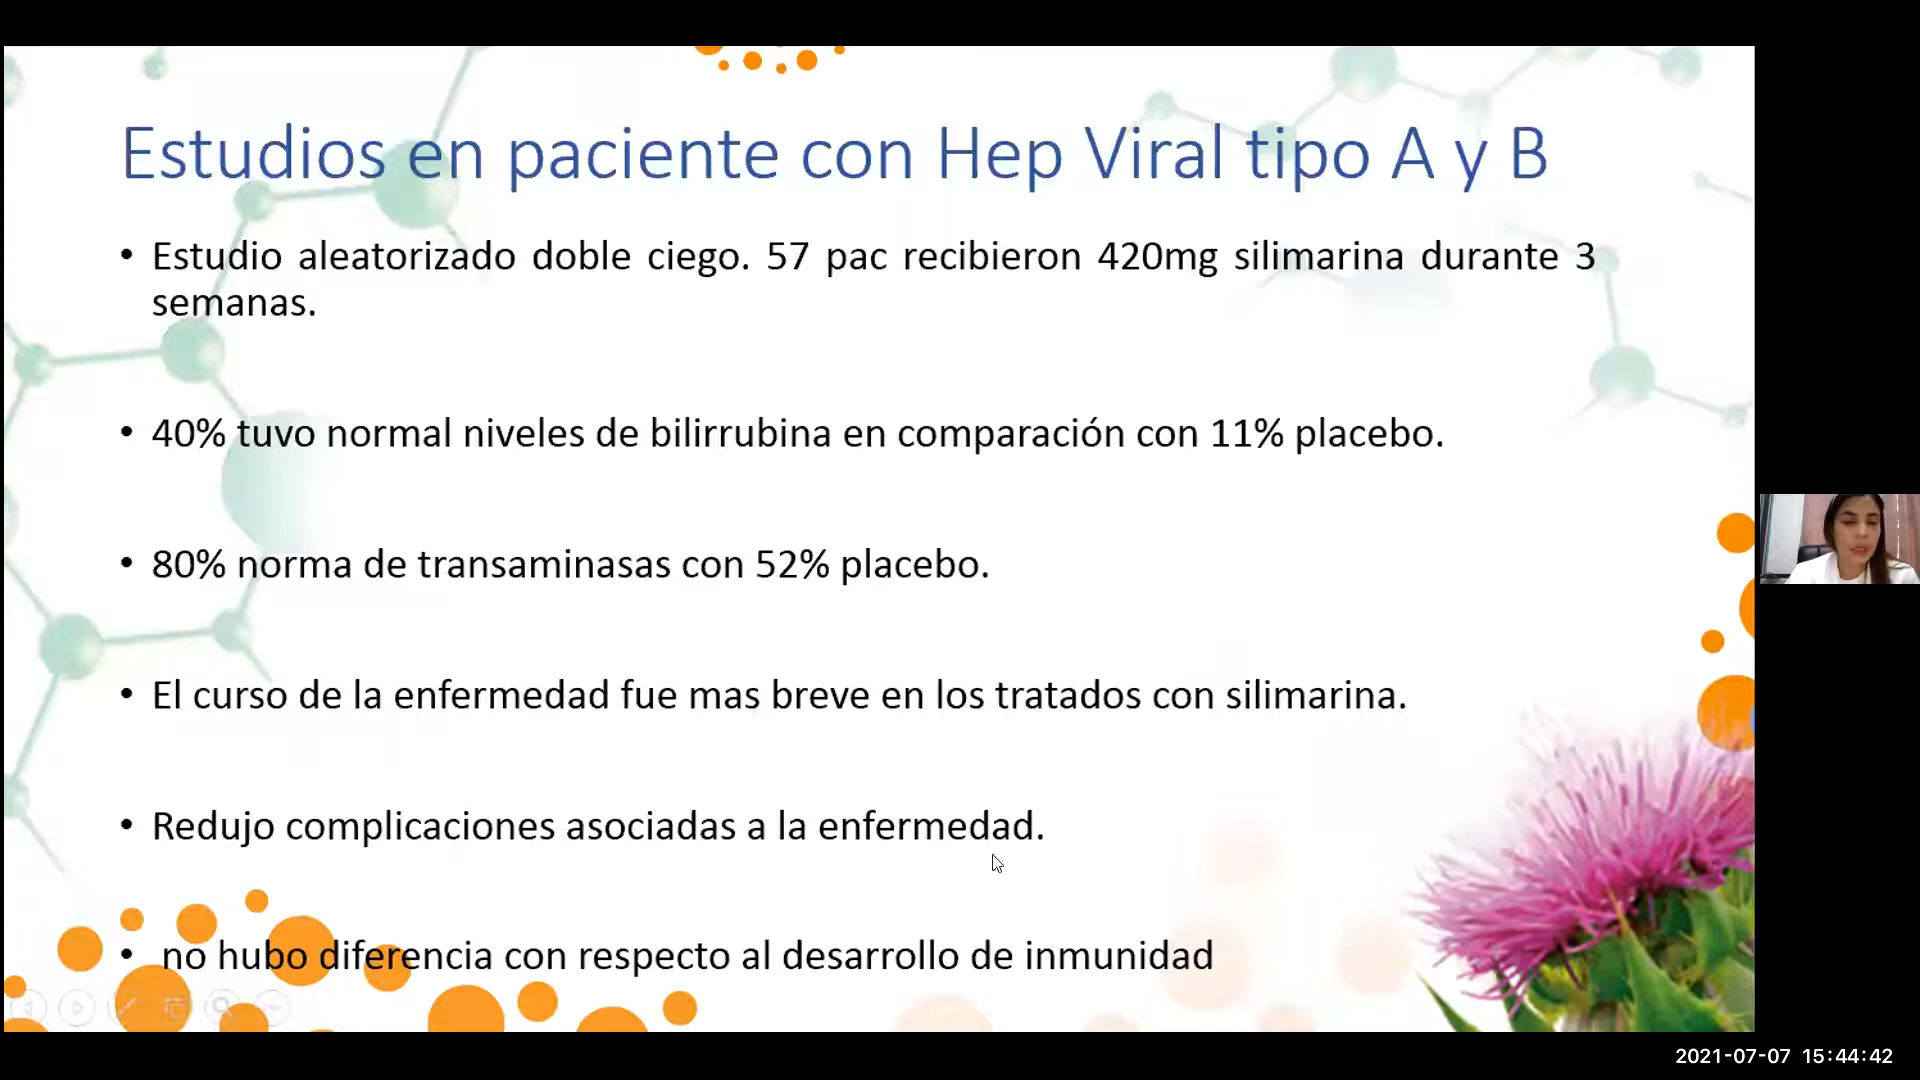 Estudios en paciente con Hep Viral tipo A y B
• Estudio aleatorizado doble ciego. 57 pac recibieron 420mg silimarina durante 3
semanas.
• 40% tuvo normal niveles de bilirrubina en comparación con 11% placebo.
• 80% norma de transaminasas con 52% placebo.
• El curso de la enfermedad fue mas breve en los tratados con silimarina.
• Redujo complicaciones asociadas a la enfermedad.
• no hubo diferencia con respecto al desarrollo de inmunidad
2021-07-07 15:44:42